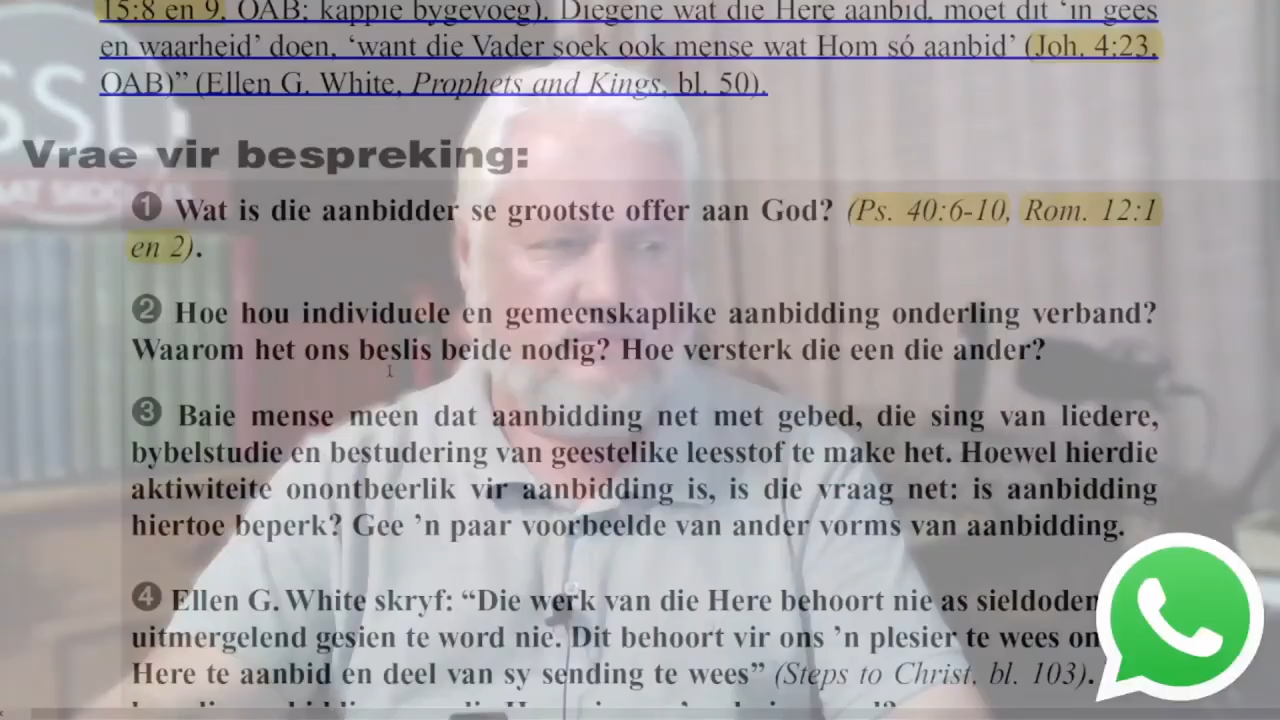 15:8 en 9, OAB; kappie bygevoeg). Diegene wat die Here aanbid, moet dit ‘in gees
en waarheid’ doen, ‘want die Vader soek ook mense wat Hom só aanbid’ (Joh. 4:23,
OAB)” (Ellen G. White, Prophets and Kings, bl. 50).
SSL
Vrae vir bespreking:
❶ Wat is die aanbidder se grootste offer aan God? (Ps. 40:6-10, Rom. 12:1
en 2).
❷ Hoe hou individuele en gemeenskaplike aanbidding onderling verband?
Waarom het ons beslis beide nodig? Hoe versterk die een die ander?
❸ Baie mense meen dat aanbidding net met gebed, die sing van liedere,
bybelstudie en bestudering van geestelike leesstof te make het. Hoewel hierdie
aktiwiteite onontbeerlik vir aanbidding is, is die vraag net: is aanbidding
hiertoe beperk? Gee ’n paar voorbeelde van ander vorms van aanbidding.
❹ Ellen G. White skryf: “Die werk van die Here behoort nie as sieldoden
uitmergelend gesien te word nie. Dit behoort vir ons ’n plesier te wees om
Here te aanbid en deel van sy sending te wees” (Steps to Christ, bl. 103).